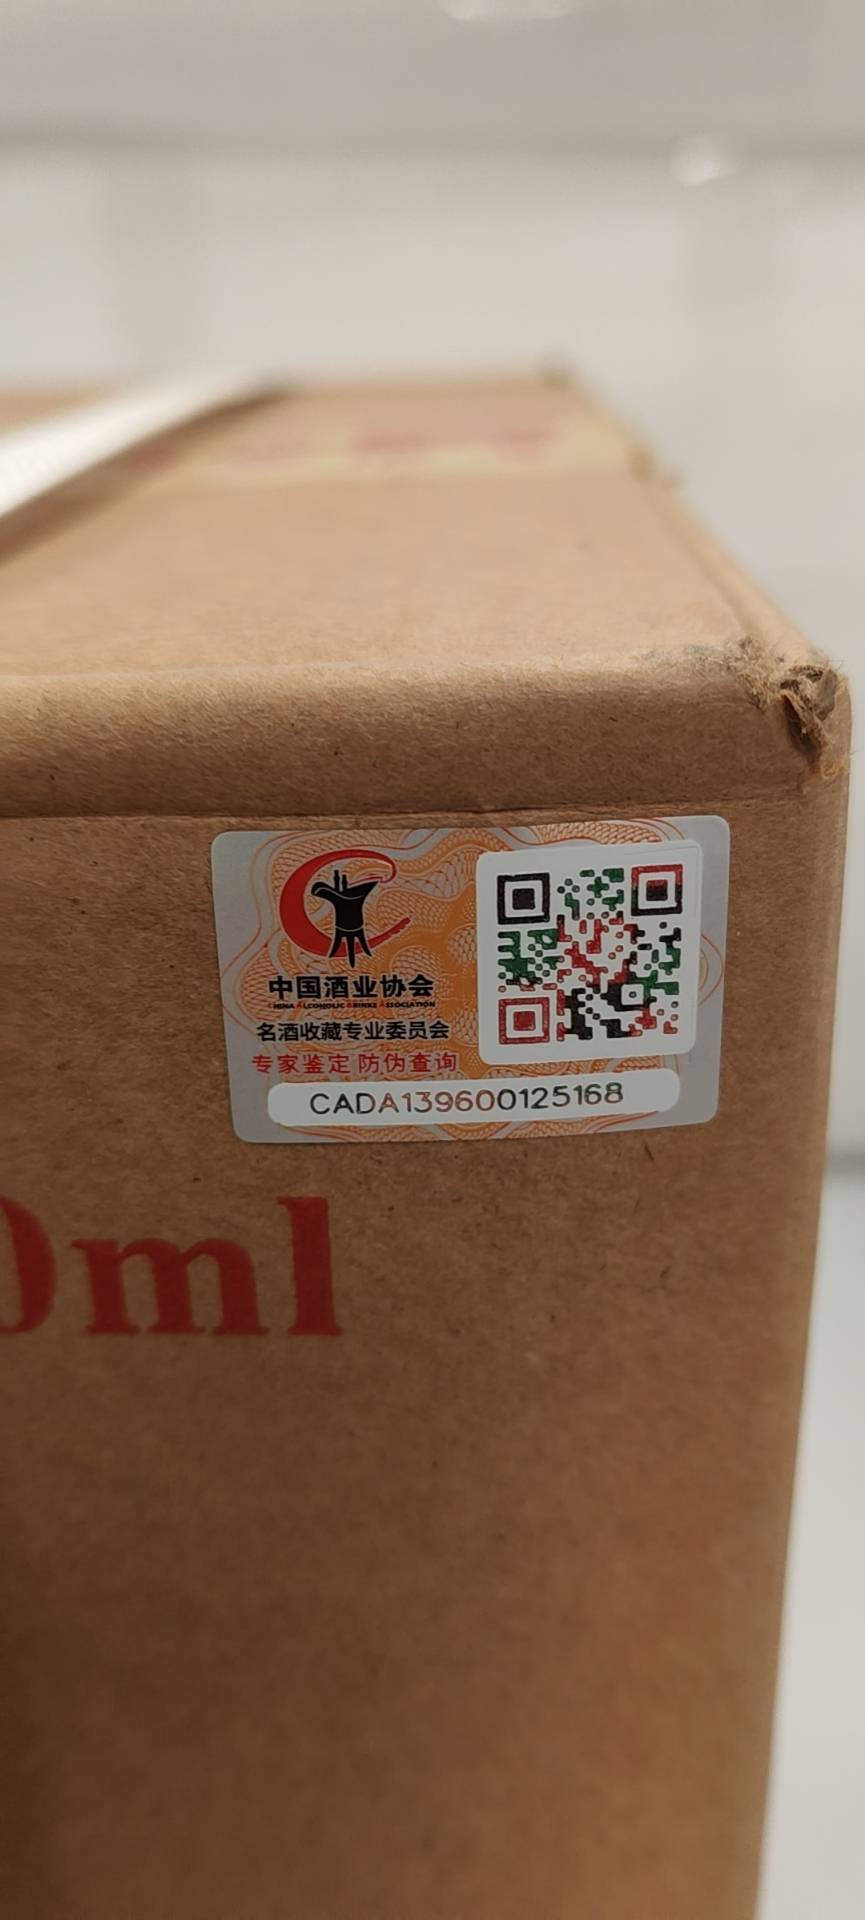 中国酒业协会
CHINA ALCOHOLIC DRINKS ASSOCIATION
名酒收藏专业委员会
专家鉴定 防伪查询
CADA139600125168
0ml